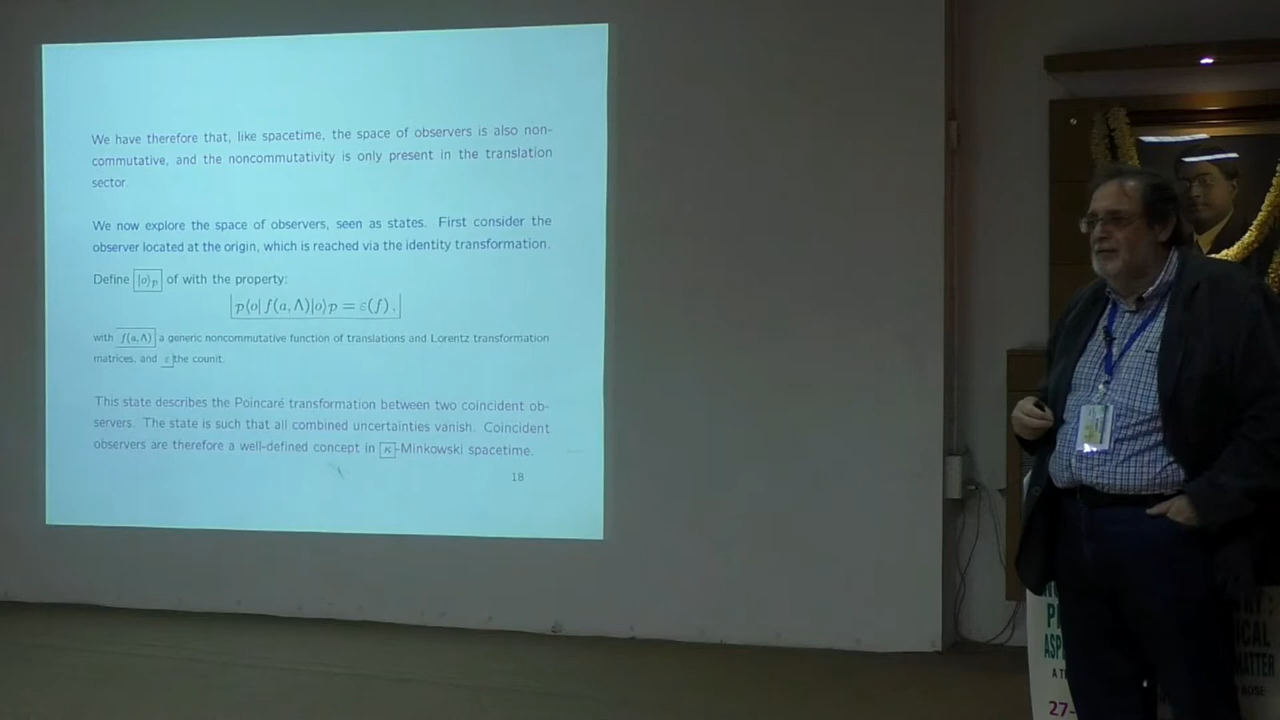 We have therefore that, like spacetime, the space of observers is also non-
commutative, and the noncommutativity is only present in the translation
sector.
We now explore the space of observers, seen as states. First consider the
observer located at the origin, which is reached via the identity transformation.
Define |o⟩𝒫 of with the property:
𝒫⟨o| f(a, Λ)|o⟩𝒫 = ε(f) ,
with f(a, Λ) a generic noncommutative function of translations and Lorentz transformation
matrices, and ε the counit.
This state describes the Poincaré transformation between two coincident ob-
servers. The state is such that all combined uncertainties vanish. Coincident
observers are therefore a well-defined concept in κ-Minkowski spacetime.
18
ICAL
MATTER
BOSE
27-